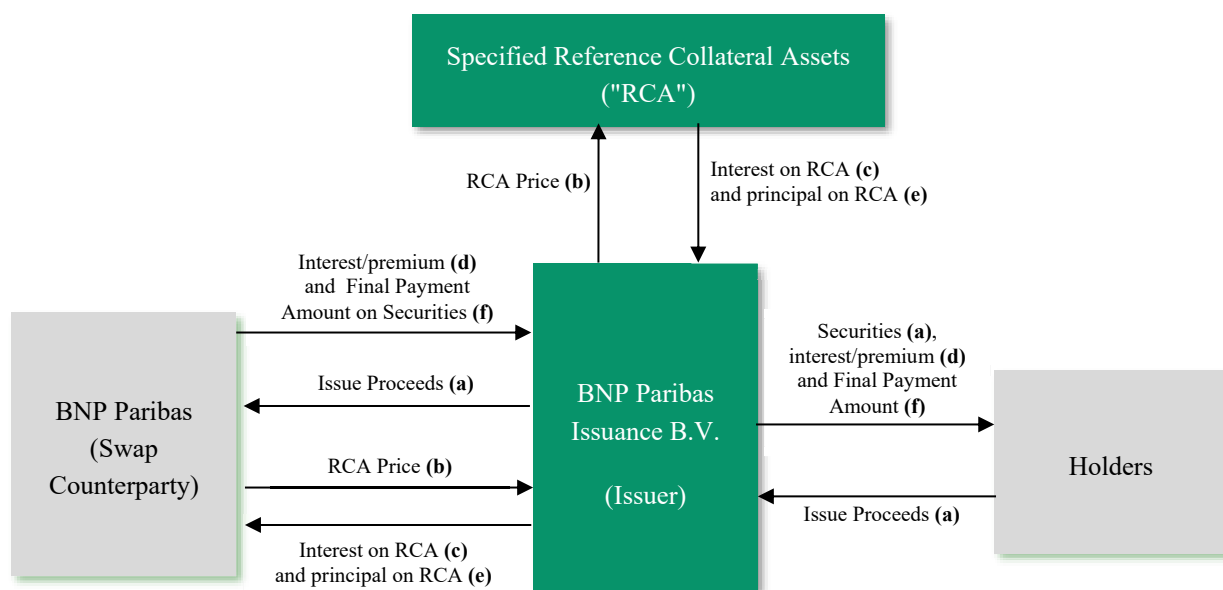 Specified Reference Collateral Assets
("RCA")
RCA Price (b)
Interest on RCA (c)
and principal on RCA (e)
Interest/premium (d)
and Final Payment
Amount on Securities (f)
Issue Proceeds (a)
BNP Paribas
(Swap
Counterparty)
RCA Price (b)
Interest on RCA (c)
and principal on RCA (e)
BNP Paribas
Issuance B.V.
(Issuer)
Securities (a),
interest/premium (d)
and Final Payment
Amount (f)
Issue Proceeds (a)
Holders